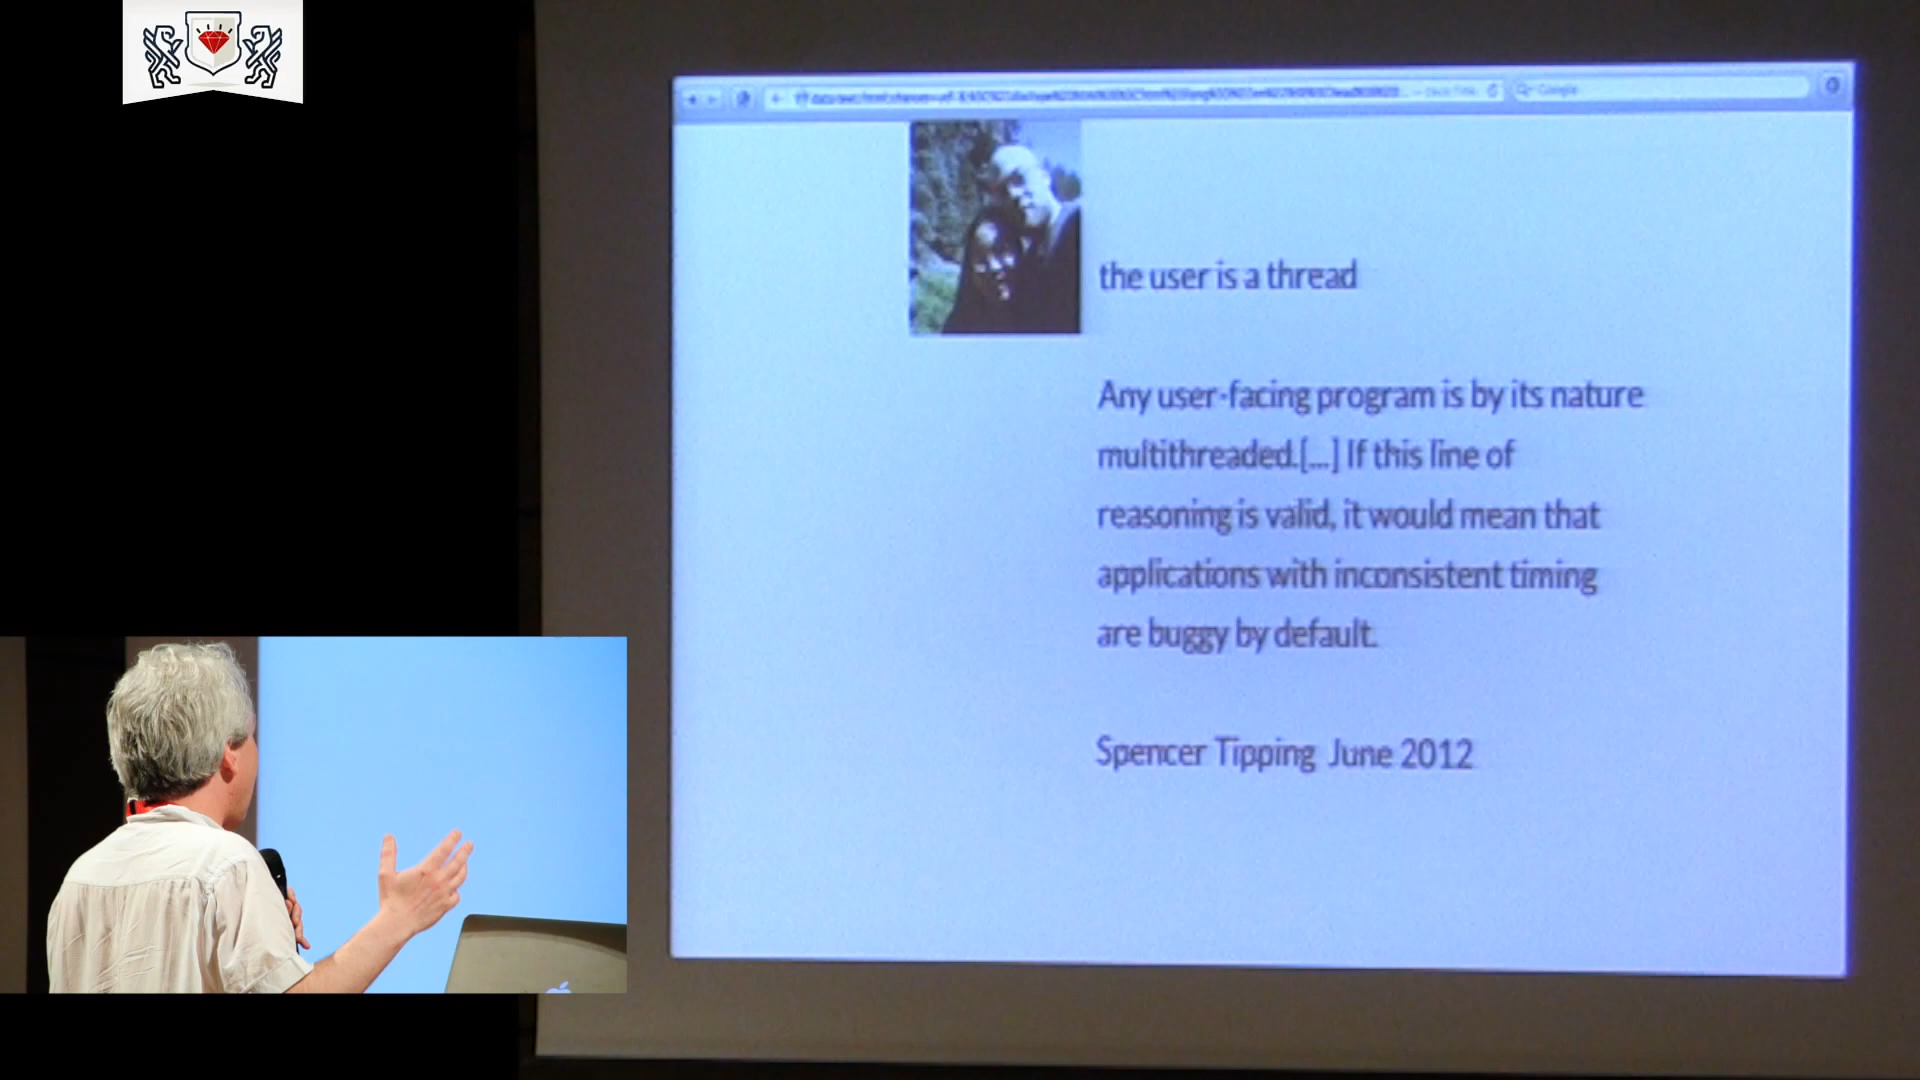 Google
the user is a thread
Any user-facing program is by its nature
multithreaded.[...] If this line of
reasoning is valid, it would mean that
applications with inconsistent timing
are buggy by default.
Spencer Tipping June 2012